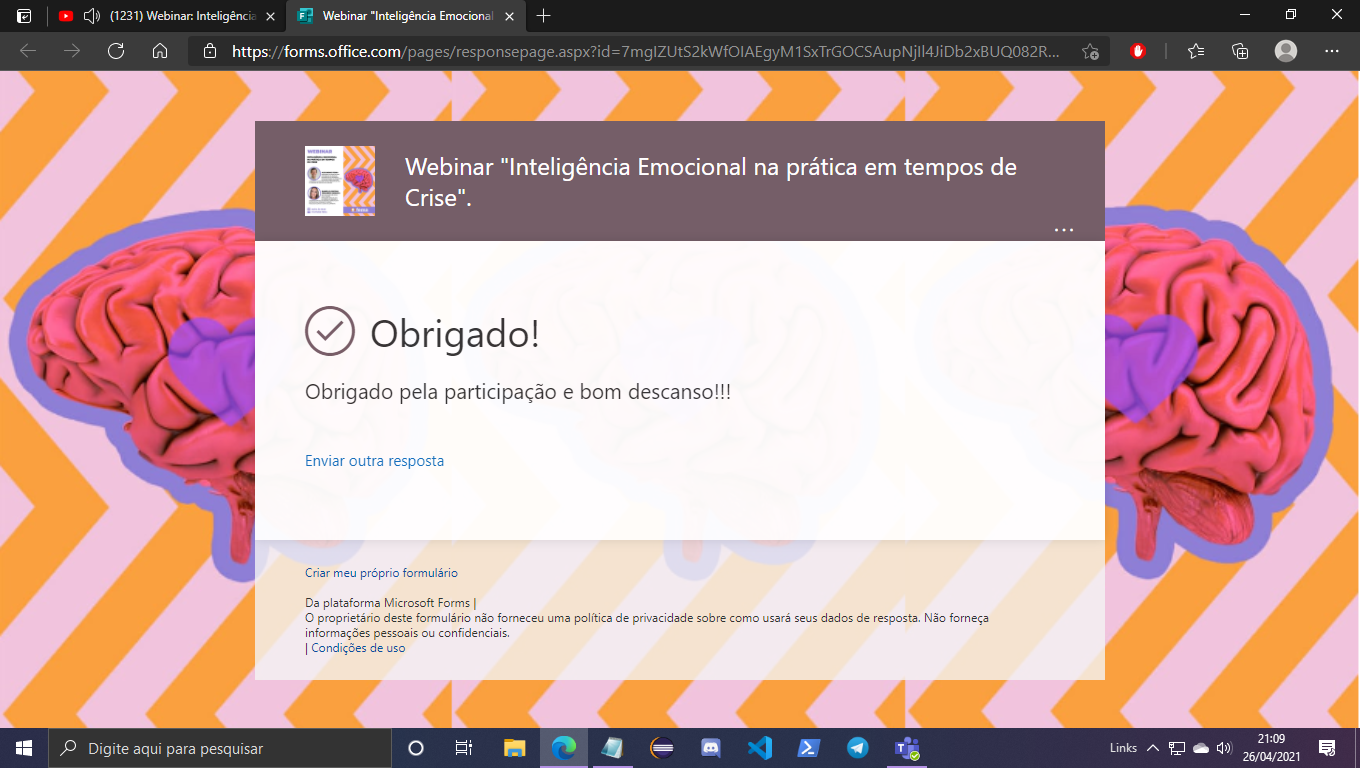 (1231) Webinar: Inteligência
Webinar "Inteligência Emocional
https://forms.office.com/pages/responsepage.aspx?id=7mgIZUtS2kWfOIAEgyM1SxTrGOCSAupNjIl4JiDb2xBUQ082R...
WEBINAR
Webinar "Inteligência Emocional na prática em tempos de
Crise".
Obrigado!
Obrigado pela participação e bom descanso!!!
Enviar outra resposta
Criar meu próprio formulário
Da plataforma Microsoft Forms |
O proprietário deste formulário não forneceu uma política de privacidade sobre como usará seus dados de resposta. Não forneça
informações pessoais ou confidenciais.
| Condições de uso
Digite aqui para pesquisar
Links
21:09
26/04/2021